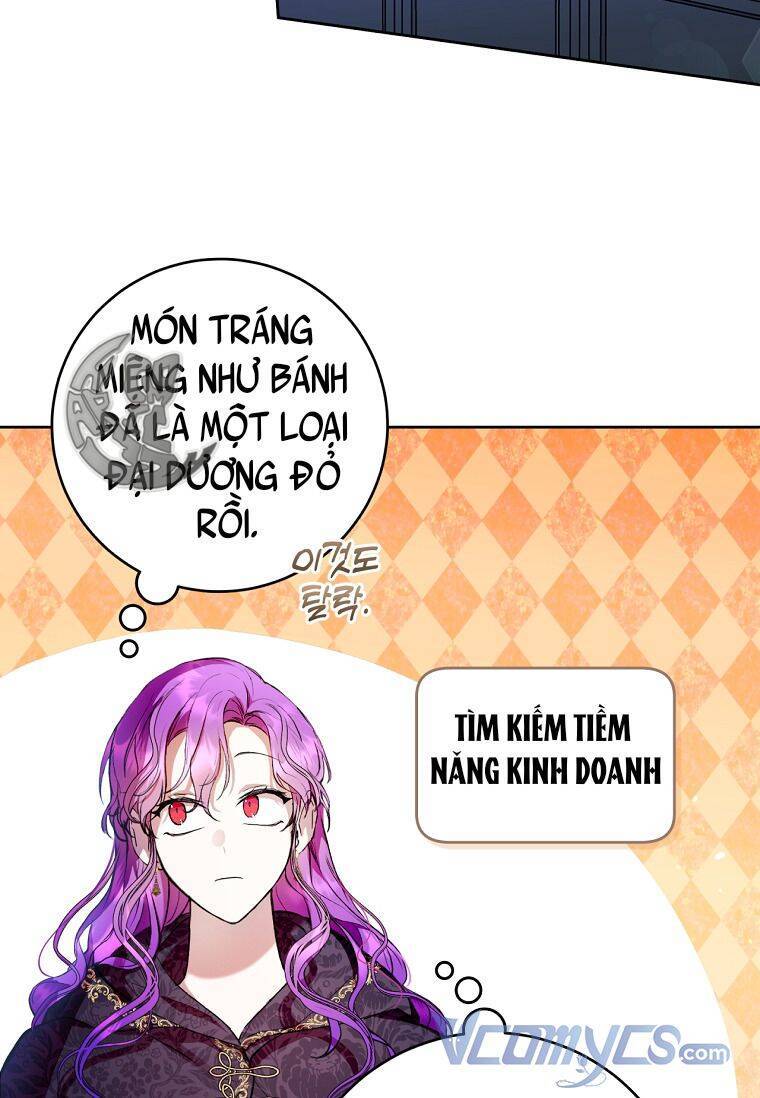 MÓN TRÁNG
MIỆNG NHƯ BÁNH
ĐÁ LÀ MỘT LOẠI
ĐẠI DƯƠNG ĐỎ
RỒI.
이것도
탈락.
TÌM KIẾM TIỀM
NĂNG KINH DOANH
VCOMYCS.com